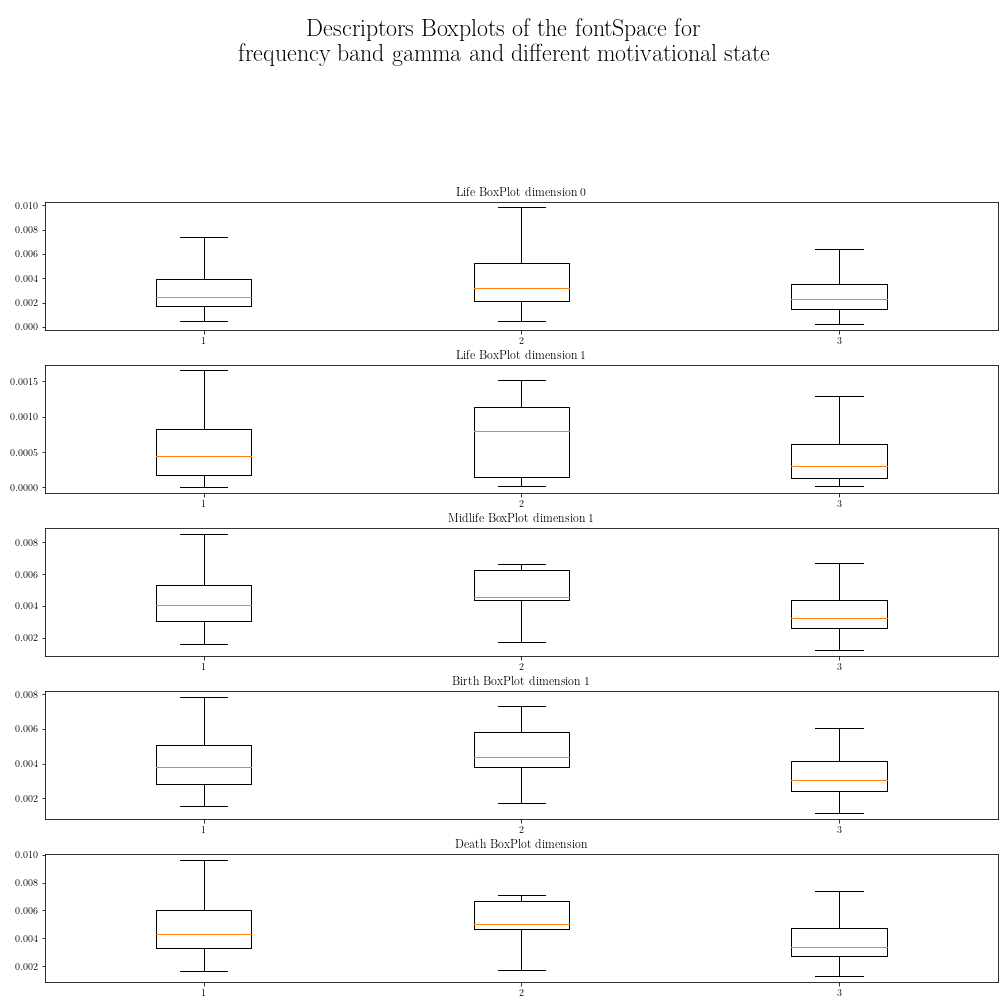 Descriptors Boxplots of the fontSpace for
frequency band gamma and different motivational state
Life BoxPlot dimension 0
0.010
0.008
0.006
0.004
0.002
0.000
1 2 3
Life BoxPlot dimension 1
0.0015
0.0010
0.0005
0.0000
1 2 3
Midlife BoxPlot dimension 1
0.008
0.006
0.004
0.002
1 2 3
Birth BoxPlot dimension 1
0.008
0.006
0.004
0.002
1 2 3
Death BoxPlot dimension
0.010
0.008
0.006
0.004
0.002
1 2 3